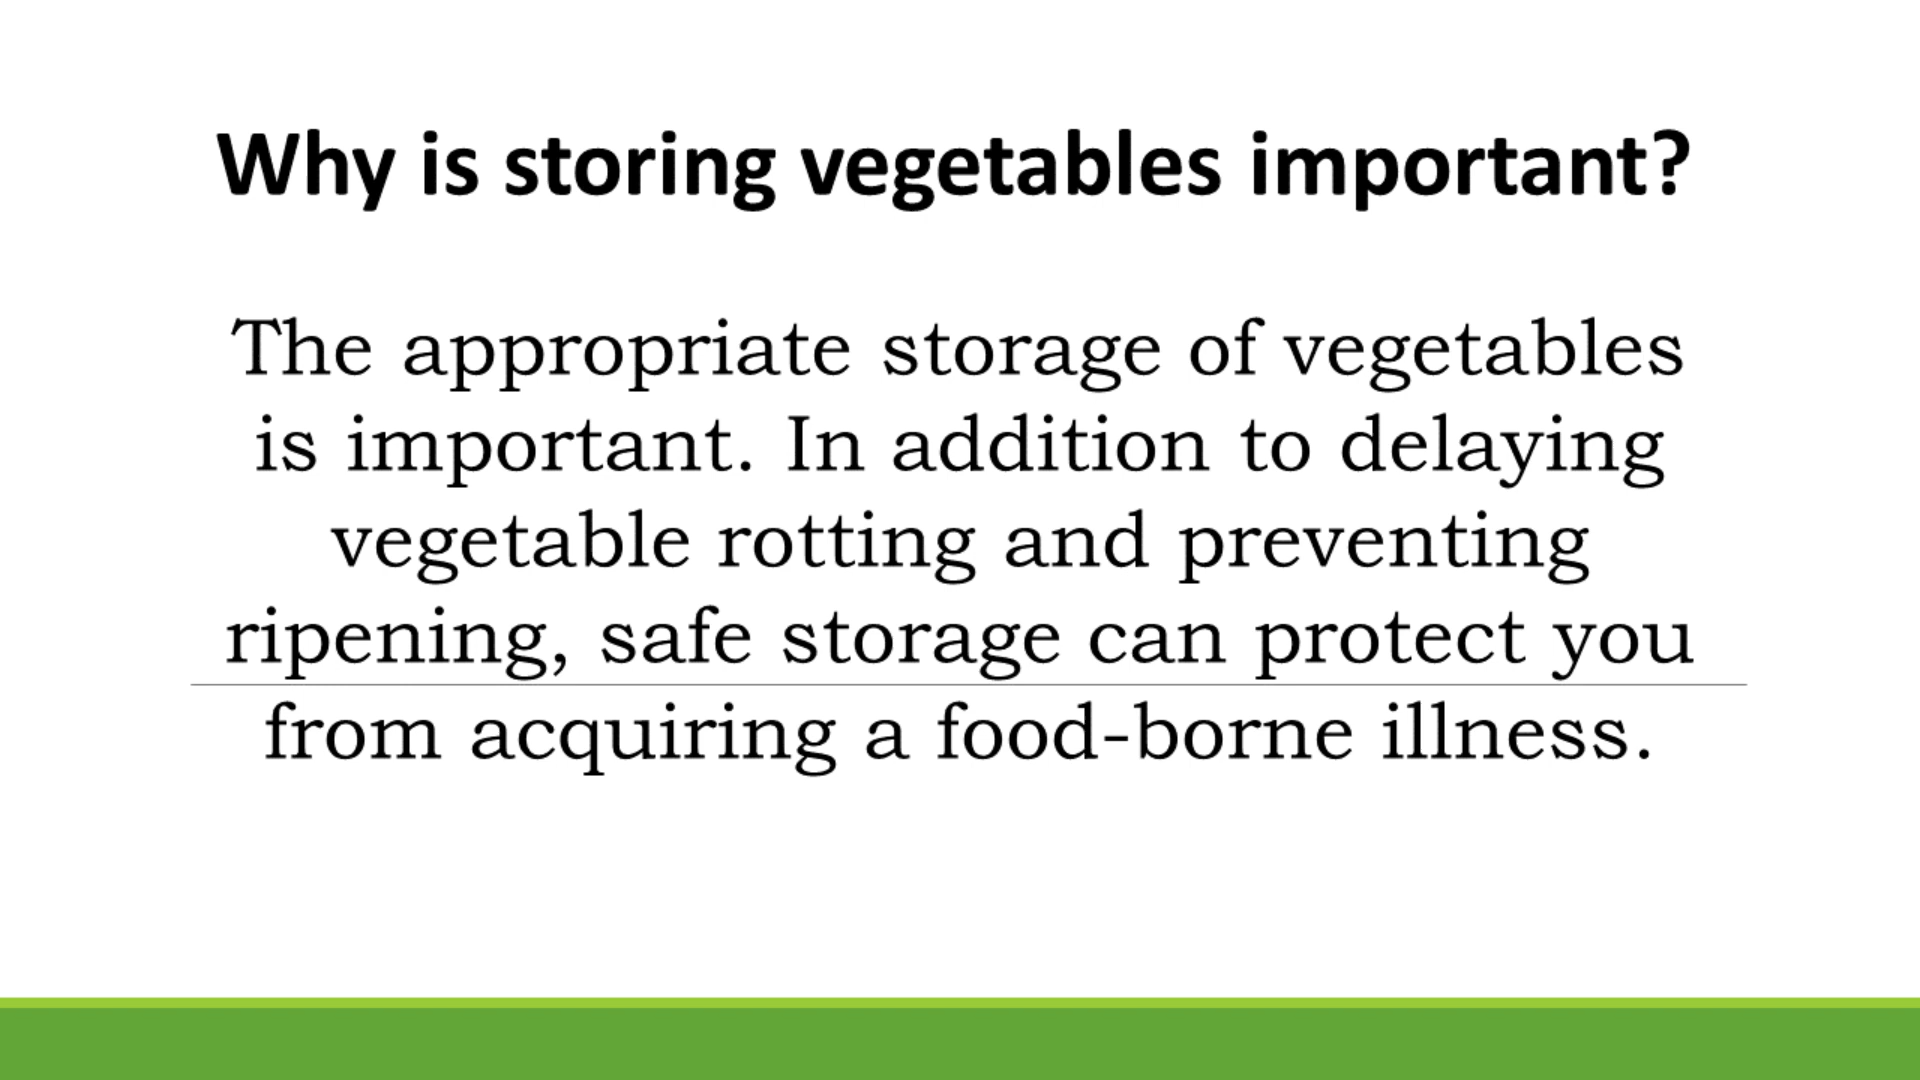 Why is storing vegetables important?
The appropriate storage of vegetables
is important. In addition to delaying
vegetable rotting and preventing
ripening, safe storage can protect you
from acquiring a food-borne illness.